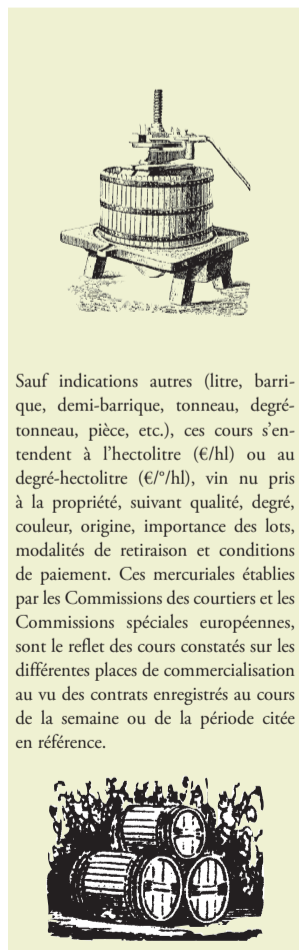 Sauf indications autres (litre, barri-
que, demi-barrique, tonneau, degré-
tonneau, pièce, etc.), ces cours s'en-
tendent à l'hectolitre (€/hl) ou au
degré-hectolitre (€/°/hl), vin nu pris
à la propriété, suivant qualité, degré,
couleur, origine, importance des lots,
modalités de retiraison et conditions
de paiement. Ces mercuriales établies
par les Commissions des courtiers et les
Commissions spéciales européennes,
sont le reflet des cours constatés sur les
différentes places de commercialisation
au vu des contrats enregistrés au cours
de la semaine ou de la période citée
en référence.